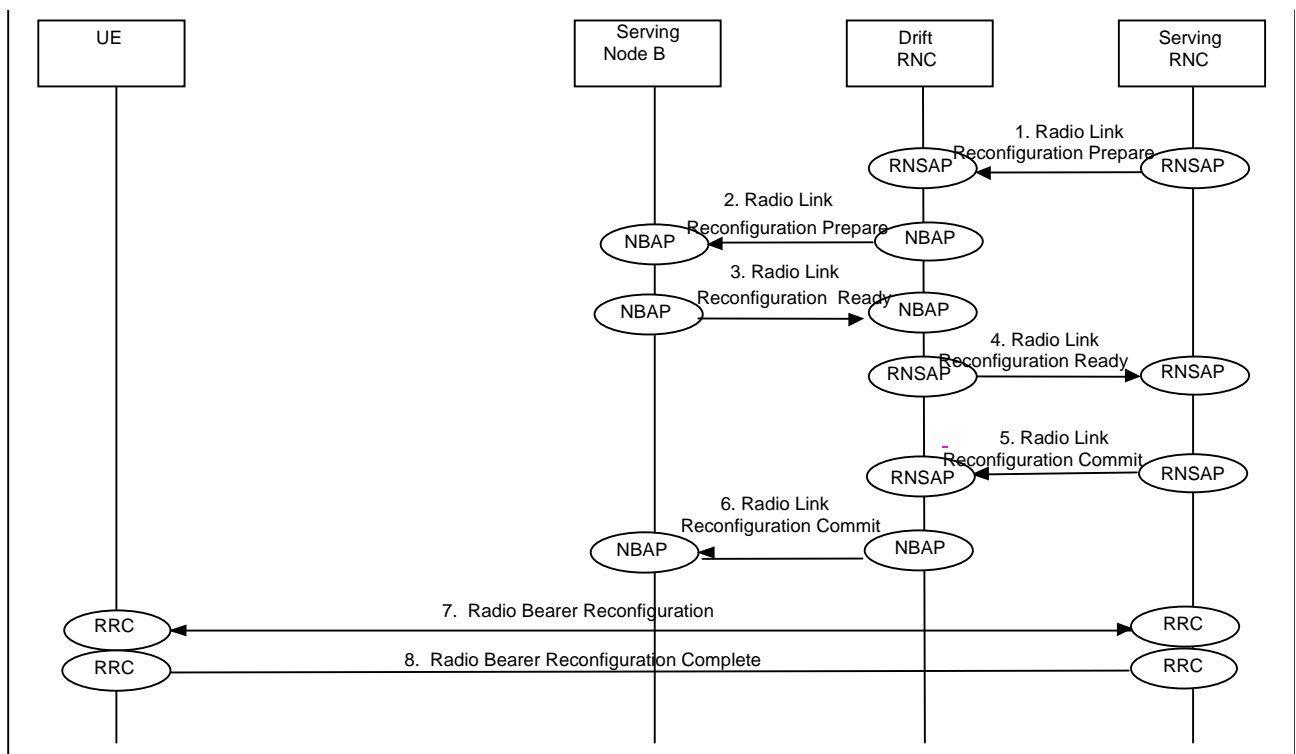 UE
Serving
Node B
Drift
RNC
Serving
RNC
1. Radio Link
Reconfiguration Prepare
RNSAP
RNSAP
2. Radio Link
Reconfiguration Prepare
NBAP
NBAP
3. Radio Link
Reconfiguration Ready
NBAP
NBAP
4. Radio Link
Reconfiguration Ready
RNSAP
RNSAP
5. Radio Link
Reconfiguration Commit
RNSAP
RNSAP
6. Radio Link
Reconfiguration Commit
NBAP
NBAP
7. Radio Bearer Reconfiguration
RRC
RRC
8. Radio Bearer Reconfiguration Complete
RRC
RRC